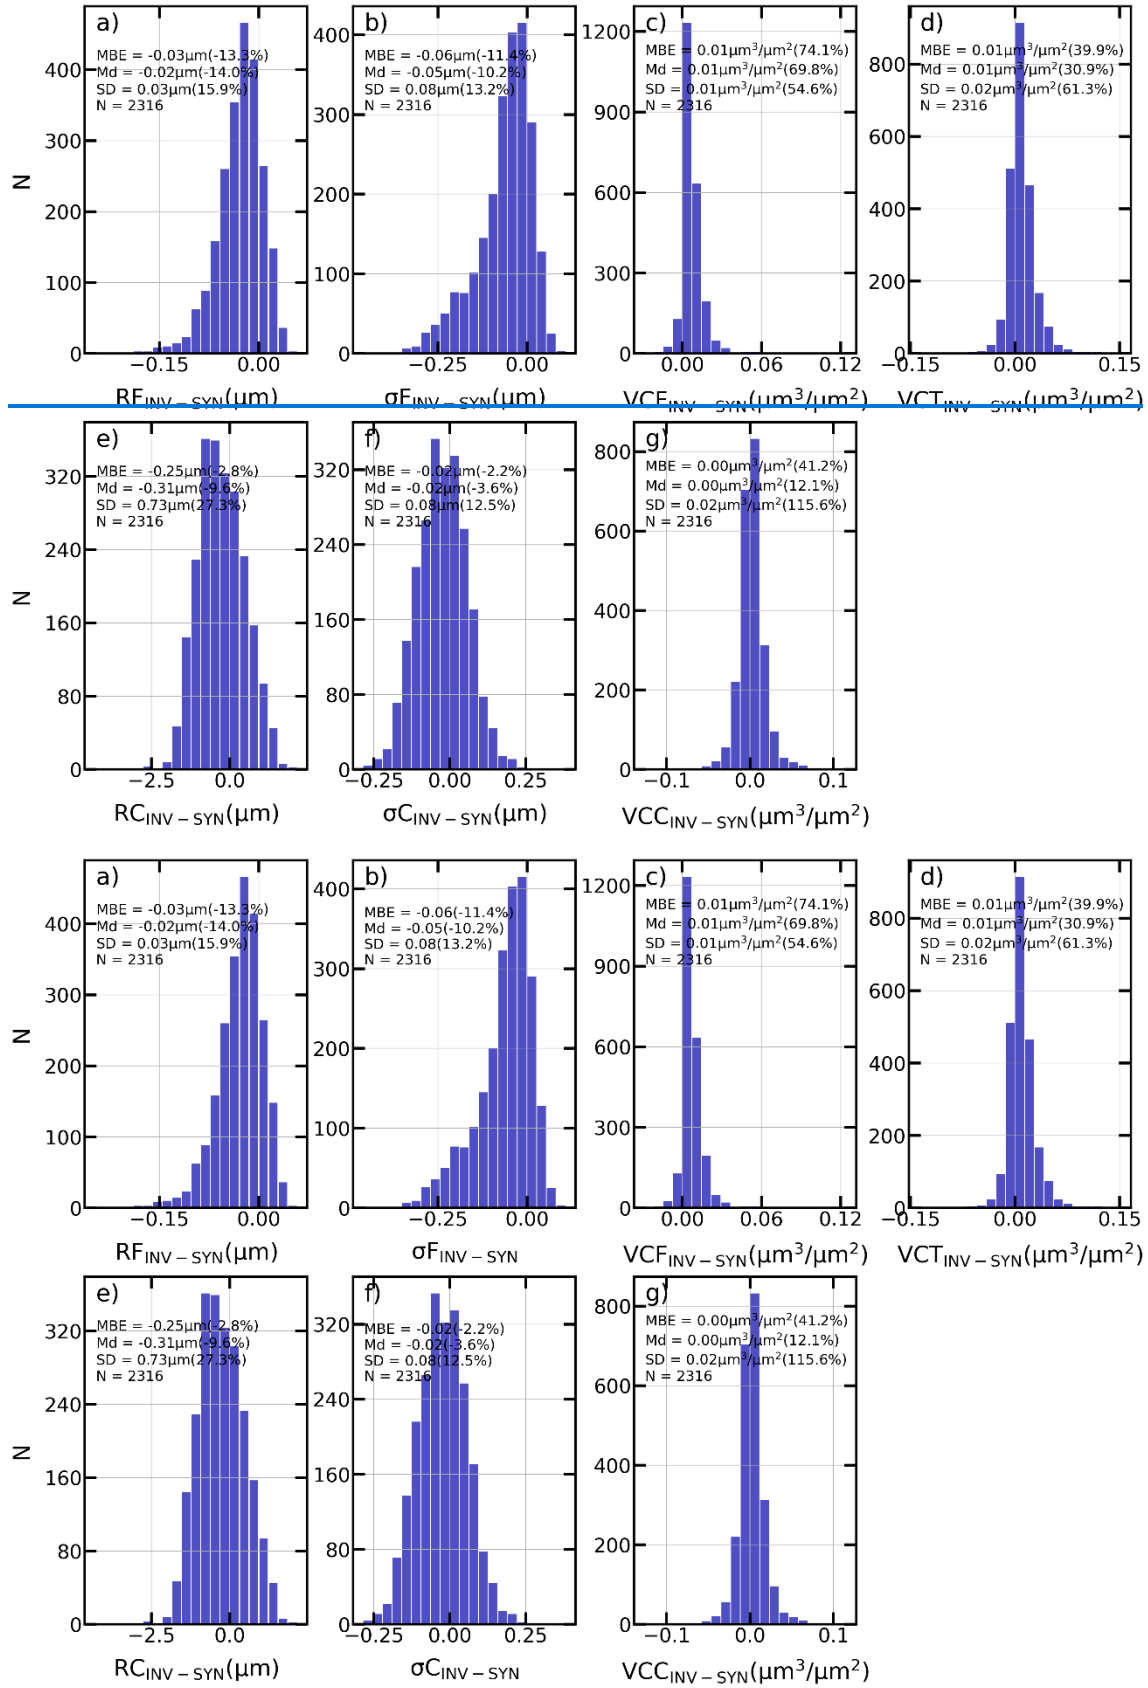 a)
MBE = -0.03μm(-13.3%)
Md = -0.02μm(-14.0%)
SD = 0.03μm(15.9%)
N = 2316
400
300
200
100
0
N
−0.15 0.00
RF_INV−SYN(μm)
b)
MBE = -0.06μm(-11.4%)
Md = -0.05μm(-10.2%)
SD = 0.08μm(13.2%)
N = 2316
400
300
200
100
0
−0.25 0.00
σF_INV−SYN(μm)
c)
MBE = 0.01μm³/μm²(74.1%)
Md = 0.01μm³/μm²(69.8%)
SD = 0.01μm³/μm²(54.6%)
N = 2316
1200
900
600
300
0
0.00 0.06 0.12
VCF_INV−SYN(μm³/μm²)
d)
MBE = 0.01μm³/μm²(39.9%)
Md = 0.01μm³/μm²(30.9%)
SD = 0.02μm³/μm²(61.3%)
N = 2316
800
600
400
200
0
−0.15 0.00 0.15
VCT_INV−SYN(μm³/μm²)
e)
MBE = -0.25μm(-2.8%)
Md = -0.31μm(-9.6%)
SD = 0.73μm(27.3%)
N = 2316
320
240
160
80
0
N
−2.5 0.0
RC_INV−SYN(μm)
f)
MBE = -0.02μm(-2.2%)
Md = -0.02μm(-3.6%)
SD = 0.08μm(12.5%)
N = 2316
320
240
160
80
0
−0.25 0.00 0.25
σC_INV−SYN(μm)
g)
MBE = 0.00μm³/μm²(41.2%)
Md = 0.00μm³/μm²(12.1%)
SD = 0.02μm³/μm²(115.6%)
N = 2316
800
600
400
200
0
−0.1 0.0 0.1
VCC_INV−SYN(μm³/μm²)
a)
MBE = -0.03μm(-13.3%)
Md = -0.02μm(-14.0%)
SD = 0.03μm(15.9%)
N = 2316
400
300
200
100
0
N
−0.15 0.00
RF_INV−SYN(μm)
b)
MBE = -0.06(-11.4%)
Md = -0.05(-10.2%)
SD = 0.08(13.2%)
N = 2316
400
300
200
100
0
−0.25 0.00
σF_INV−SYN
c)
MBE = 0.01μm³/μm²(74.1%)
Md = 0.01μm³/μm²(69.8%)
SD = 0.01μm³/μm²(54.6%)
N = 2316
1200
900
600
300
0
0.00 0.06 0.12
VCF_INV−SYN(μm³/μm²)
d)
MBE = 0.01μm³/μm²(39.9%)
Md = 0.01μm³/μm²(30.9%)
SD = 0.02μm³/μm²(61.3%)
N = 2316
800
600
400
200
0
−0.15 0.00 0.15
VCT_INV−SYN(μm³/μm²)
e)
MBE = -0.25μm(-2.8%)
Md = -0.31μm(-9.6%)
SD = 0.73μm(27.3%)
N = 2316
320
240
160
80
0
N
−2.5 0.0
RC_INV−SYN(μm)
f)
MBE = -0.02(-2.2%)
Md = -0.02(-3.6%)
SD = 0.08(12.5%)
N = 2316
320
240
160
80
0
−0.25 0.00 0.25
σC_INV−SYN
g)
MBE = 0.00μm³/μm²(41.2%)
Md = 0.00μm³/μm²(12.1%)
SD = 0.02μm³/μm²(115.6%)
N = 2316
800
600
400
200
0
−0.1 0.0 0.1
VCC_INV−SYN(μm³/μm²)